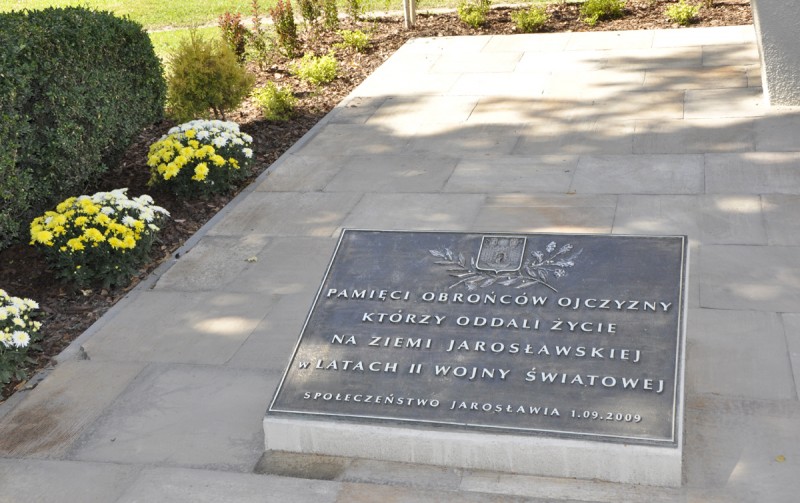 PAMIĘCI OBROŃCÓW OJCZYZNY
KTÓRZY ODDALI ŻYCIE
NA ZIEMI JAROSŁAWSKIEJ
W LATACH II WOJNY ŚWIATOWEJ
SPOŁECZEŃSTWO JAROSŁAWIA 1.09.2009